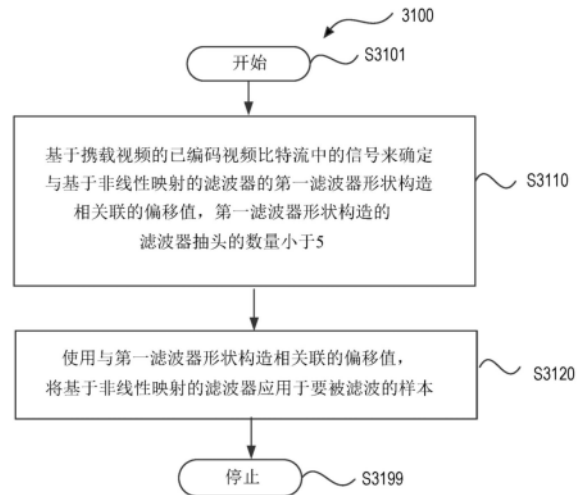 3100
开始
S3101
基于携载视频的已编码视频比特流中的信号来确定
与基于非线性映射的滤波器的第一滤波器形状构造
相关联的偏移值，第一滤波器形状构造的
滤波器抽头的数量小于5
S3110
使用与第一滤波器形状构造相关联的偏移值，
将基于非线性映射的滤波器应用于要被滤波的样本
S3120
停止
S3199